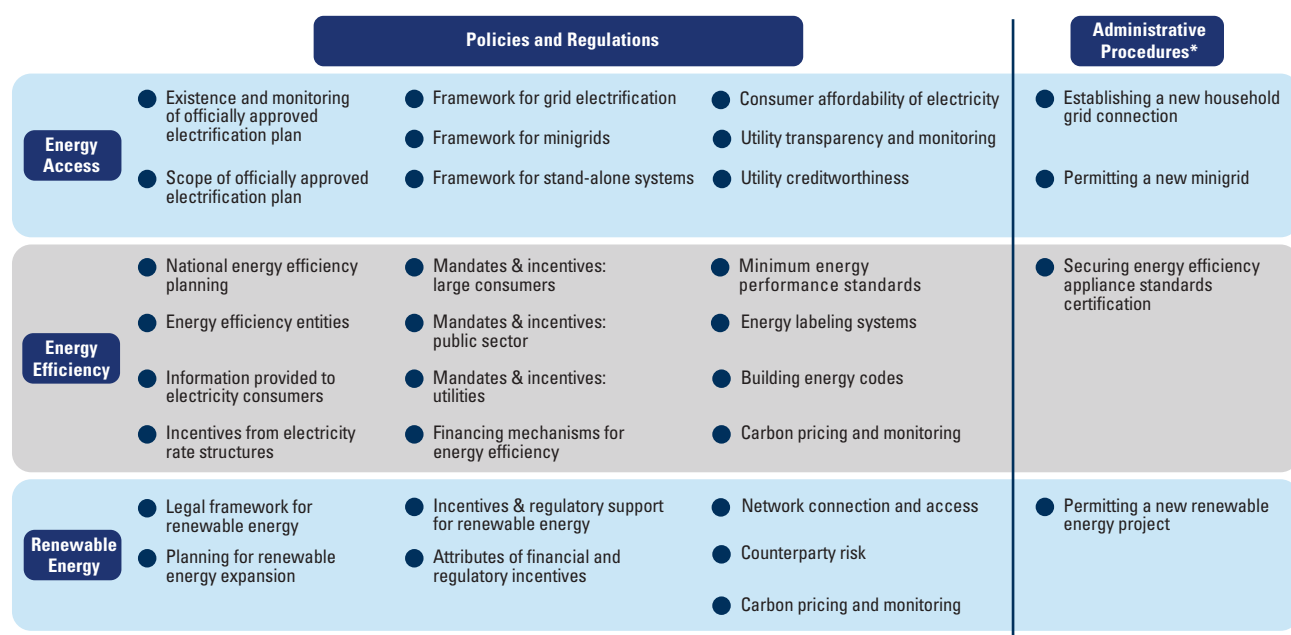 Policies and Regulations
Administrative
Procedures*
Energy
Access
Existence and monitoring
of officially approved
electrification plan
Scope of officially approved
electrification plan
Framework for grid electrification
Framework for minigrids
Framework for stand-alone systems
Consumer affordability of electricity
Utility transparency and monitoring
Utility creditworthiness
Establishing a new household
grid connection
Permitting a new minigrid
Energy
Efficiency
National energy efficiency
planning
Energy efficiency entities
Information provided to
electricity consumers
Incentives from electricity
rate structures
Mandates & incentives:
large consumers
Mandates & incentives:
public sector
Mandates & incentives:
utilities
Financing mechanisms for
energy efficiency
Minimum energy
performance standards
Energy labeling systems
Building energy codes
Carbon pricing and monitoring
Securing energy efficiency
appliance standards
certification
Renewable
Energy
Legal framework for
renewable energy
Planning for renewable
energy expansion
Incentives & regulatory support
for renewable energy
Attributes of financial and
regulatory incentives
Network connection and access
Counterparty risk
Carbon pricing and monitoring
Permitting a new renewable
energy project